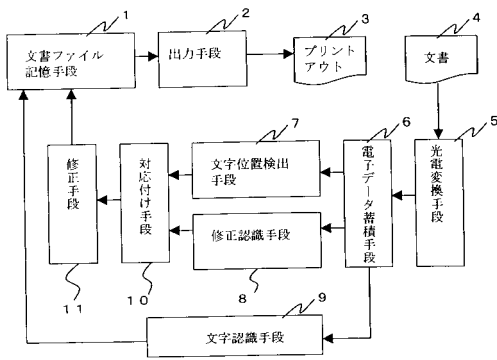 1
文書ファイル
記憶手段
2
出力手段
3
プリント
アウト
4
文書
5
光電変換手段
6
電子データ蓄積手段
7
文字位置検出
手段
修正認識手段
8
対応付け手段
10
修正手段
11
9
文字認識手段